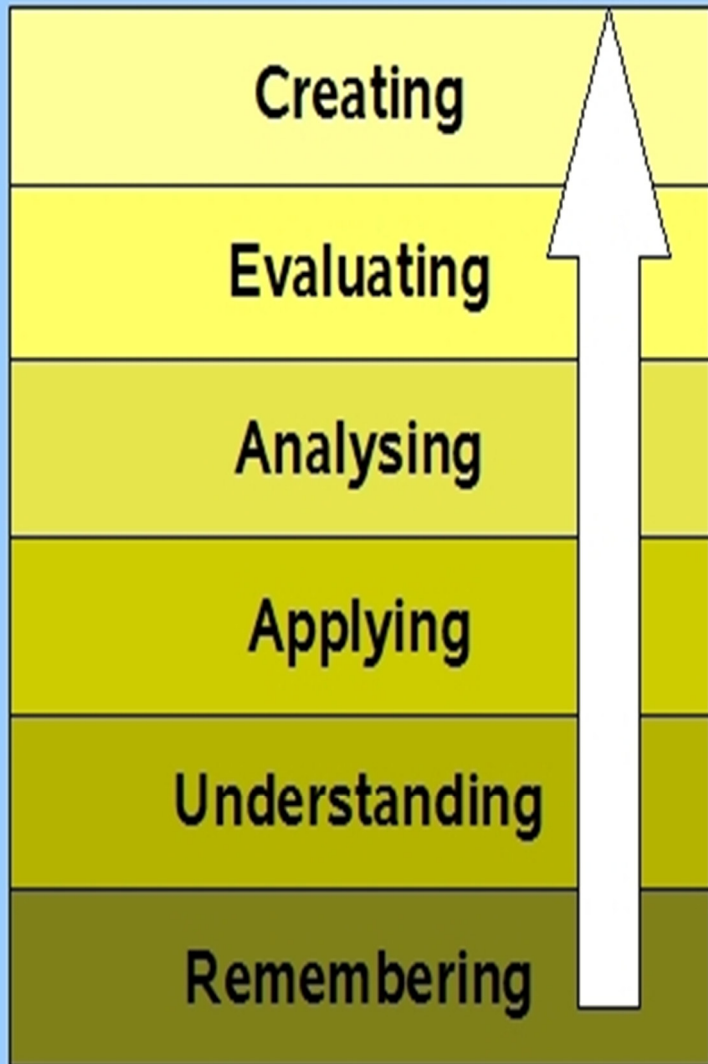 Creating
Evaluating
Analysing
Applying
Understanding
Remembering